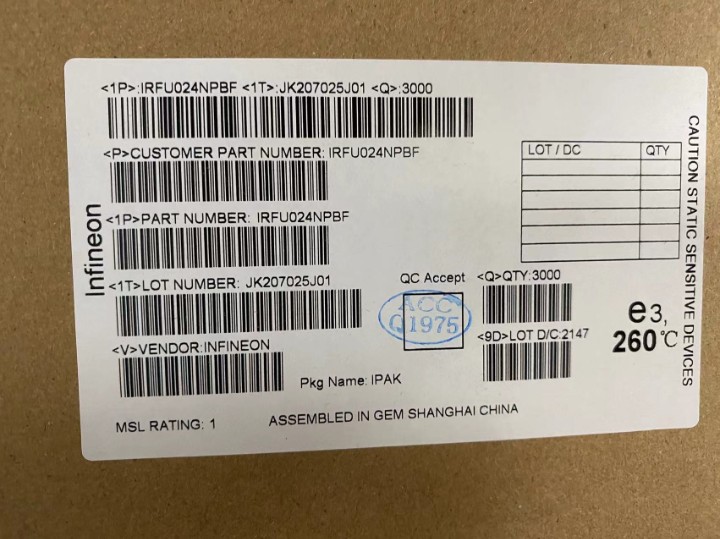 <1P>:IRFU024NPBF <1T>:JK207025J01 <Q>:3000
<P>CUSTOMER PART NUMBER: IRFU024NPBF
<1P>PART NUMBER: IRFU024NPBF
<1T>LOT NUMBER: JK207025J01
<V>VENDOR:INFINEON
Infineon
Pkg Name: IPAK
MSL RATING: 1
ASSEMBLED IN GEM SHANGHAI CHINA
LOT / DC QTY
QC Accept
ACC
Q1975
<Q>QTY:3000
<9D>LOT D/C:2147
e3,
260℃
CAUTION STATIC SENSITIVE DEVICES